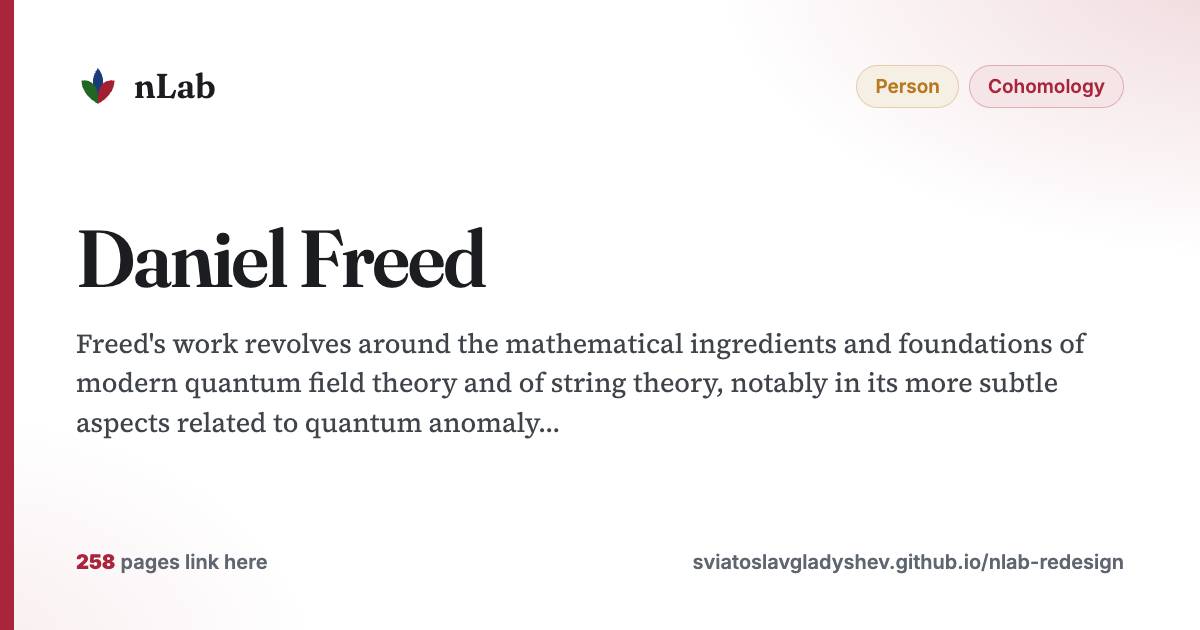 nLab
Person
Cohomology
Daniel Freed
Freed's work revolves around the mathematical ingredients and foundations of
modern quantum field theory and of string theory, notably in its more subtle
aspects related to quantum anomaly...
258 pages link here
sviatoslavgladyshev.github.io/nlab-redesign